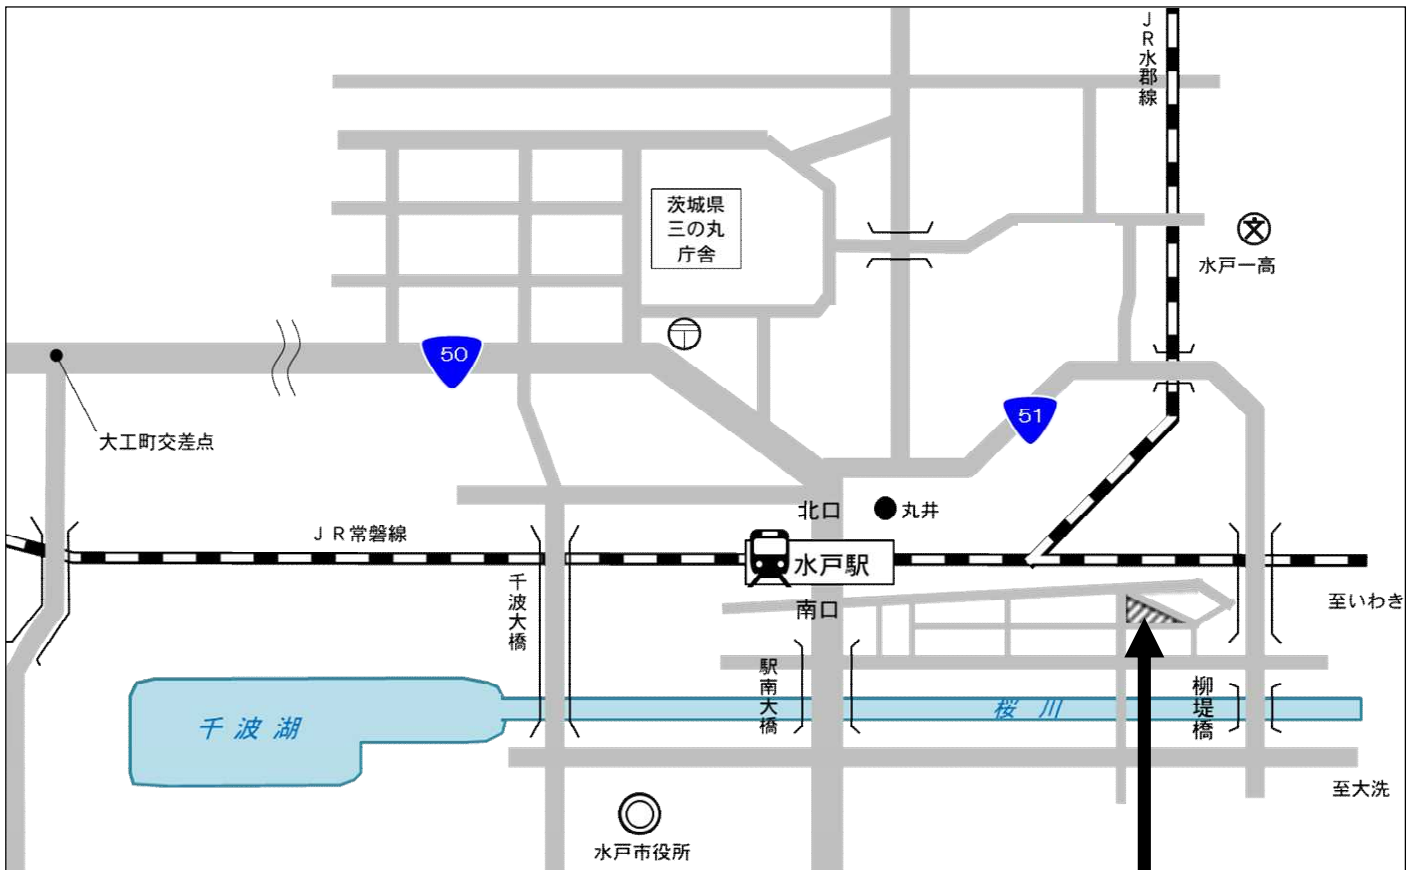 JR水郡線
茨城県
三の丸
庁舎
水戸一高
50
51
大工町交差点
北口
丸井
JR常磐線
水戸駅
千波大橋
南口
至いわき
駅南大橋
柳堤橋
千波湖
桜川
至大洗
水戸市役所